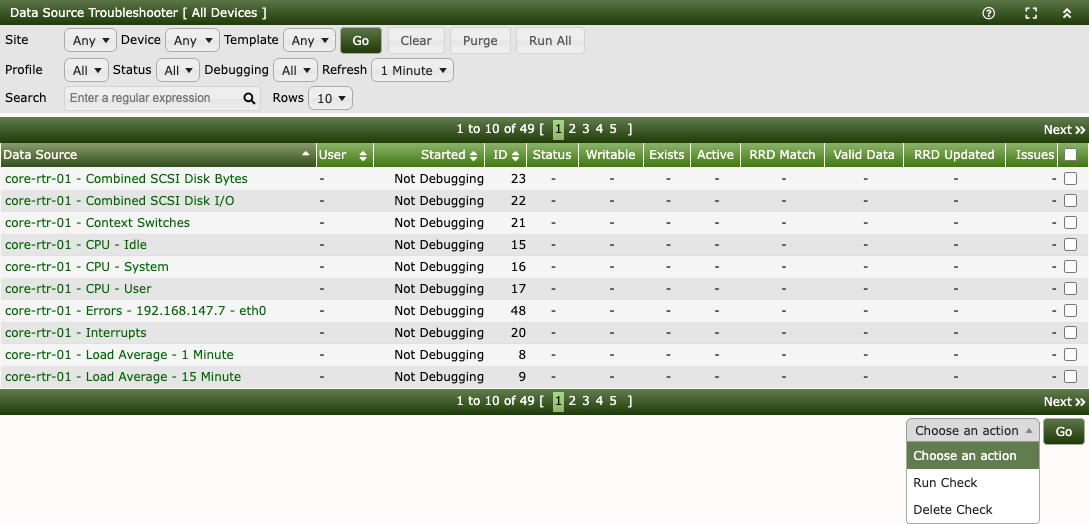 Data Source Troubleshooter [ All Devices ]
Site Any Device Any Template Any Go Clear Purge Run All
Profile All Status All Debugging All Refresh 1 Minute
Search Enter a regular expression Rows 10
1 to 10 of 49 [ 1 2 3 4 5 ] Next
Data Source User Started ID Status Writable Exists Active RRD Match Valid Data RRD Updated Issues
core-rtr-01 - Combined SCSI Disk Bytes - Not Debugging 23 - - - - - - - -
core-rtr-01 - Combined SCSI Disk I/O - Not Debugging 22 - - - - - - - -
core-rtr-01 - Context Switches - Not Debugging 21 - - - - - - - -
core-rtr-01 - CPU - Idle - Not Debugging 15 - - - - - - - -
core-rtr-01 - CPU - System - Not Debugging 16 - - - - - - - -
core-rtr-01 - CPU - User - Not Debugging 17 - - - - - - - -
core-rtr-01 - Errors - 192.168.147.7 - eth0 - Not Debugging 48 - - - - - - - -
core-rtr-01 - Interrupts - Not Debugging 20 - - - - - - - -
core-rtr-01 - Load Average - 1 Minute - Not Debugging 8 - - - - - - - -
core-rtr-01 - Load Average - 15 Minute - Not Debugging 9 - - - - - - - -
1 to 10 of 49 [ 1 2 3 4 5 ] Next
Choose an action Go
Choose an action
Run Check
Delete Check